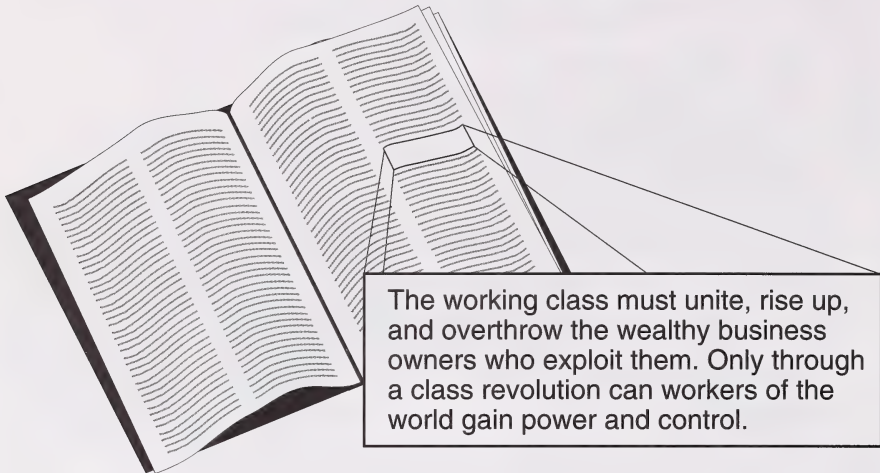 The working class must unite, rise up,
and overthrow the wealthy business
owners who exploit them. Only through
a class revolution can workers of the
world gain power and control.